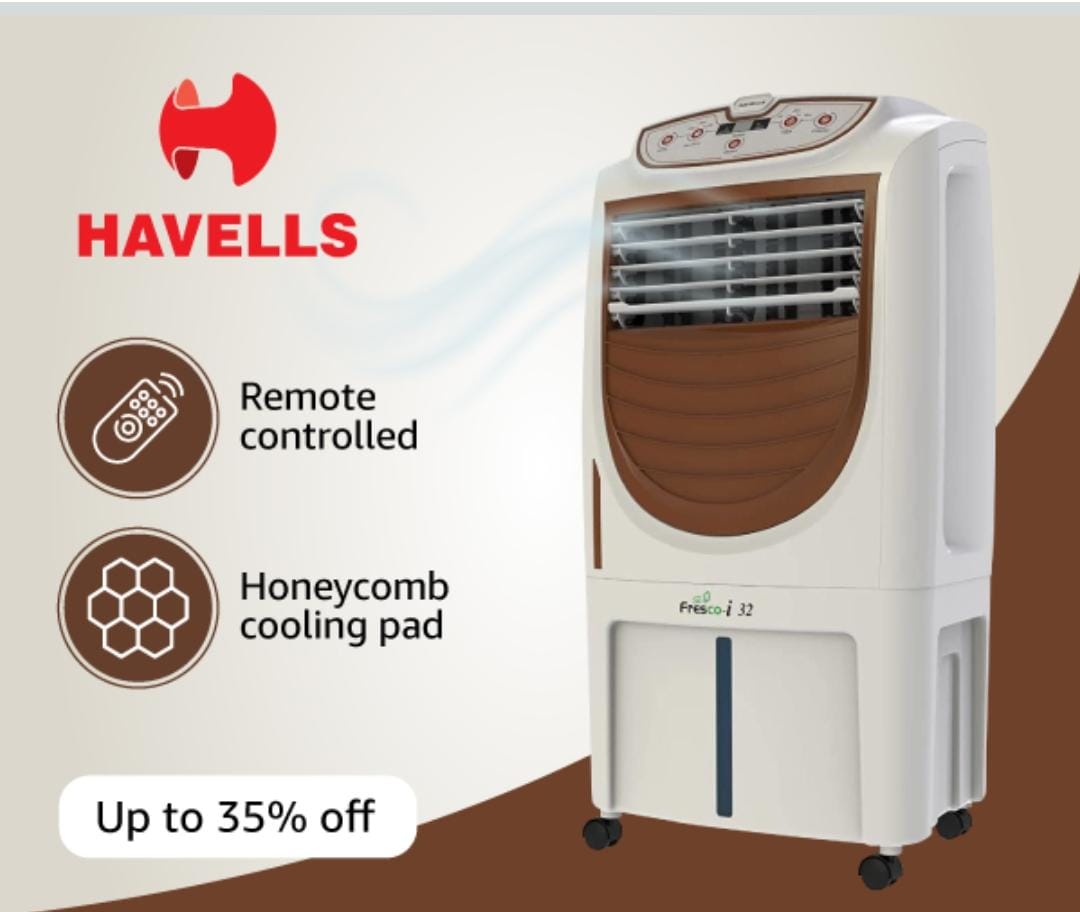 HAVELLS
Remote
controlled
Honeycomb
cooling pad
Fresco-i 32
Up to 35% off